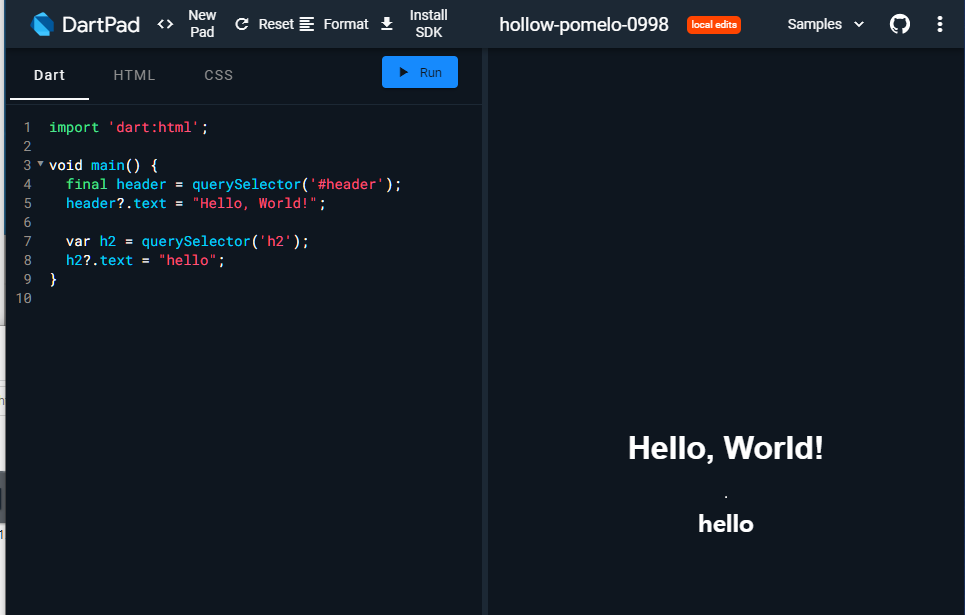 DartPad <> New Pad Reset Format Install SDK hollow-pomelo-0998 local edits Samples
Dart HTML CSS Run
1 import 'dart:html';
2
3 void main() {
4 final header = querySelector('#header');
5 header?.text = "Hello, World!";
6
7 var h2 = querySelector('h2');
8 h2?.text = "hello";
9 }
10
Hello, World!
.
hello